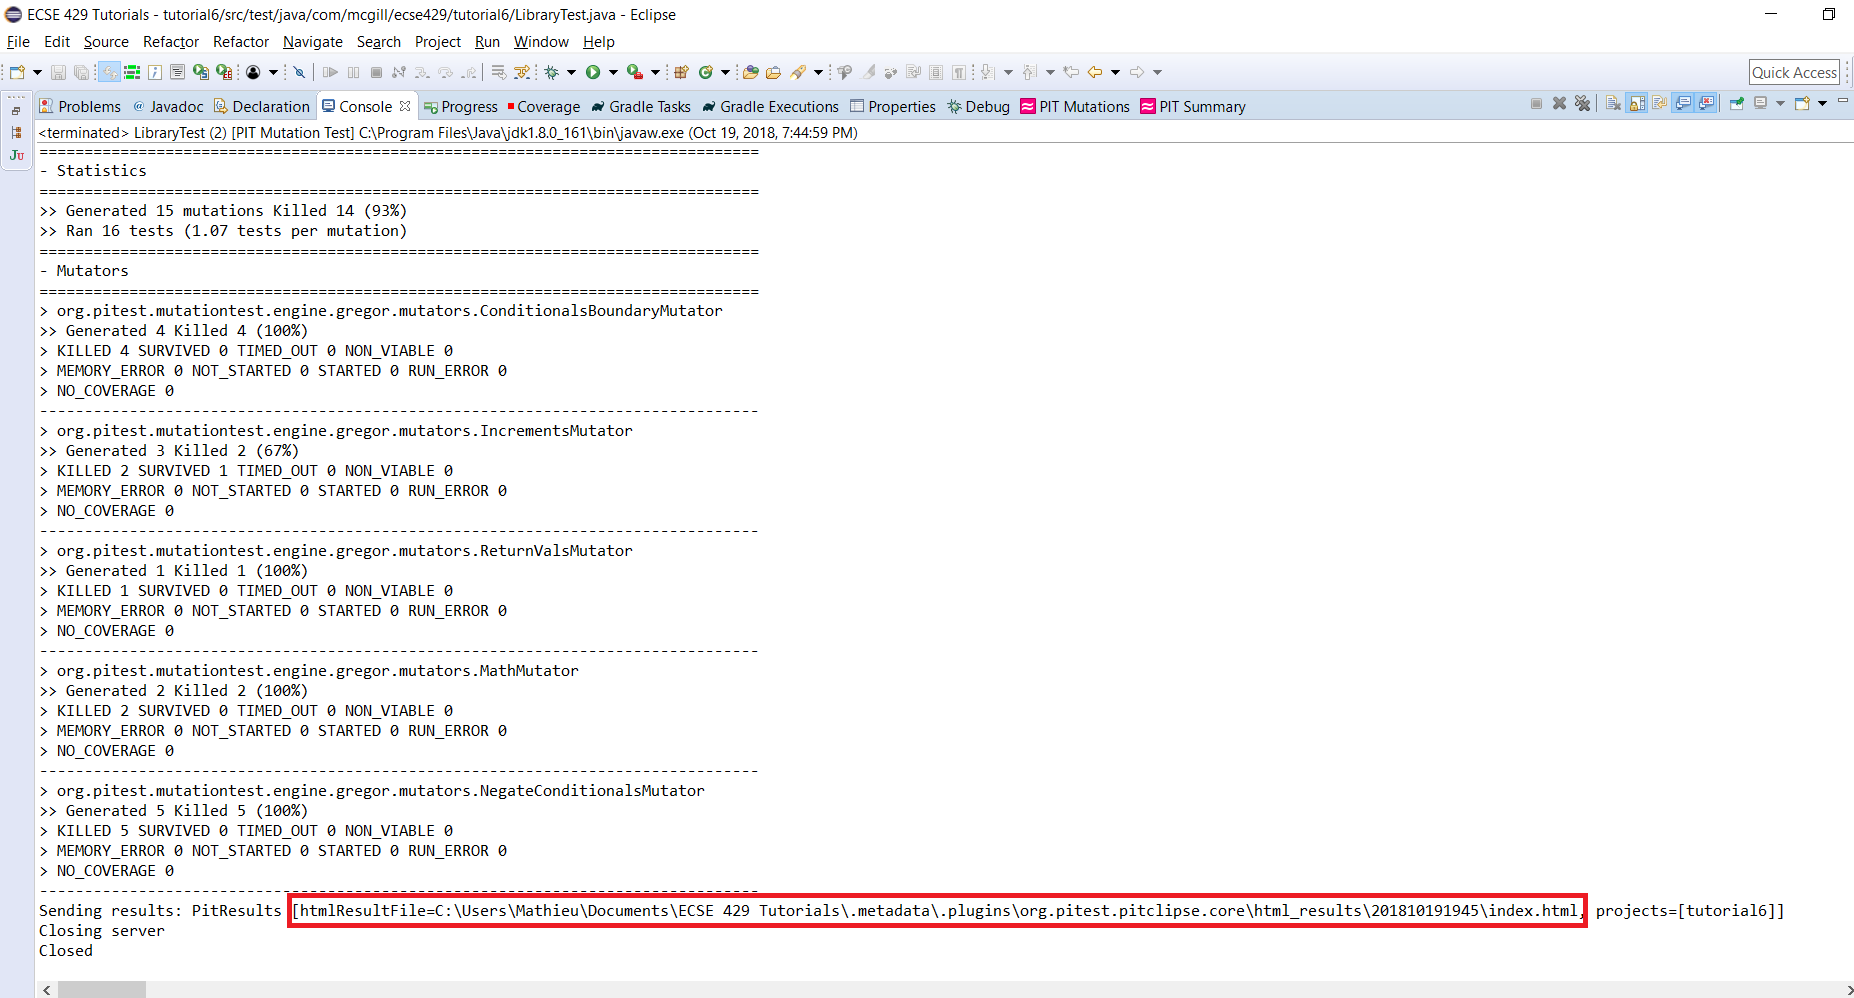 ECSE 429 Tutorials - tutorial6/src/test/java/com/mcgill/ecse429/tutorial6/LibraryTest.java - Eclipse
File Edit Source Refactor Refactor Navigate Search Project Run Window Help
Quick Access
Problems @ Javadoc Declaration Console Progress Coverage Gradle Tasks Gradle Executions Properties Debug PIT Mutations PIT Summary
<terminated> LibraryTest (2) [PIT Mutation Test] C:\Program Files\Java\jdk1.8.0_161\bin\javaw.exe (Oct 19, 2018, 7:44:59 PM)
Ju
================================================================================
- Statistics
================================================================================
>> Generated 15 mutations Killed 14 (93%)
>> Ran 16 tests (1.07 tests per mutation)
================================================================================
- Mutators
================================================================================
> org.pitest.mutationtest.engine.gregor.mutators.ConditionalsBoundaryMutator
>> Generated 4 Killed 4 (100%)
> KILLED 4 SURVIVED 0 TIMED_OUT 0 NON_VIABLE 0
> MEMORY_ERROR 0 NOT_STARTED 0 STARTED 0 RUN_ERROR 0
> NO_COVERAGE 0
--------------------------------------------------------------------------------
> org.pitest.mutationtest.engine.gregor.mutators.IncrementsMutator
>> Generated 3 Killed 2 (67%)
> KILLED 2 SURVIVED 1 TIMED_OUT 0 NON_VIABLE 0
> MEMORY_ERROR 0 NOT_STARTED 0 STARTED 0 RUN_ERROR 0
> NO_COVERAGE 0
--------------------------------------------------------------------------------
> org.pitest.mutationtest.engine.gregor.mutators.ReturnValsMutator
>> Generated 1 Killed 1 (100%)
> KILLED 1 SURVIVED 0 TIMED_OUT 0 NON_VIABLE 0
> MEMORY_ERROR 0 NOT_STARTED 0 STARTED 0 RUN_ERROR 0
> NO_COVERAGE 0
--------------------------------------------------------------------------------
> org.pitest.mutationtest.engine.gregor.mutators.MathMutator
>> Generated 2 Killed 2 (100%)
> KILLED 2 SURVIVED 0 TIMED_OUT 0 NON_VIABLE 0
> MEMORY_ERROR 0 NOT_STARTED 0 STARTED 0 RUN_ERROR 0
> NO_COVERAGE 0
--------------------------------------------------------------------------------
> org.pitest.mutationtest.engine.gregor.mutators.NegateConditionalsMutator
>> Generated 5 Killed 5 (100%)
> KILLED 5 SURVIVED 0 TIMED_OUT 0 NON_VIABLE 0
> MEMORY_ERROR 0 NOT_STARTED 0 STARTED 0 RUN_ERROR 0
> NO_COVERAGE 0
--------------------------------------------------------------------------------
Sending results: PitResults [htmlResultFile=C:\Users\Mathieu\Documents\ECSE 429 Tutorials\.metadata\.plugins\org.pitest.pitclipse.core\html_results\201810191945\index.html, projects=[tutorial6]]
Closing server
Closed